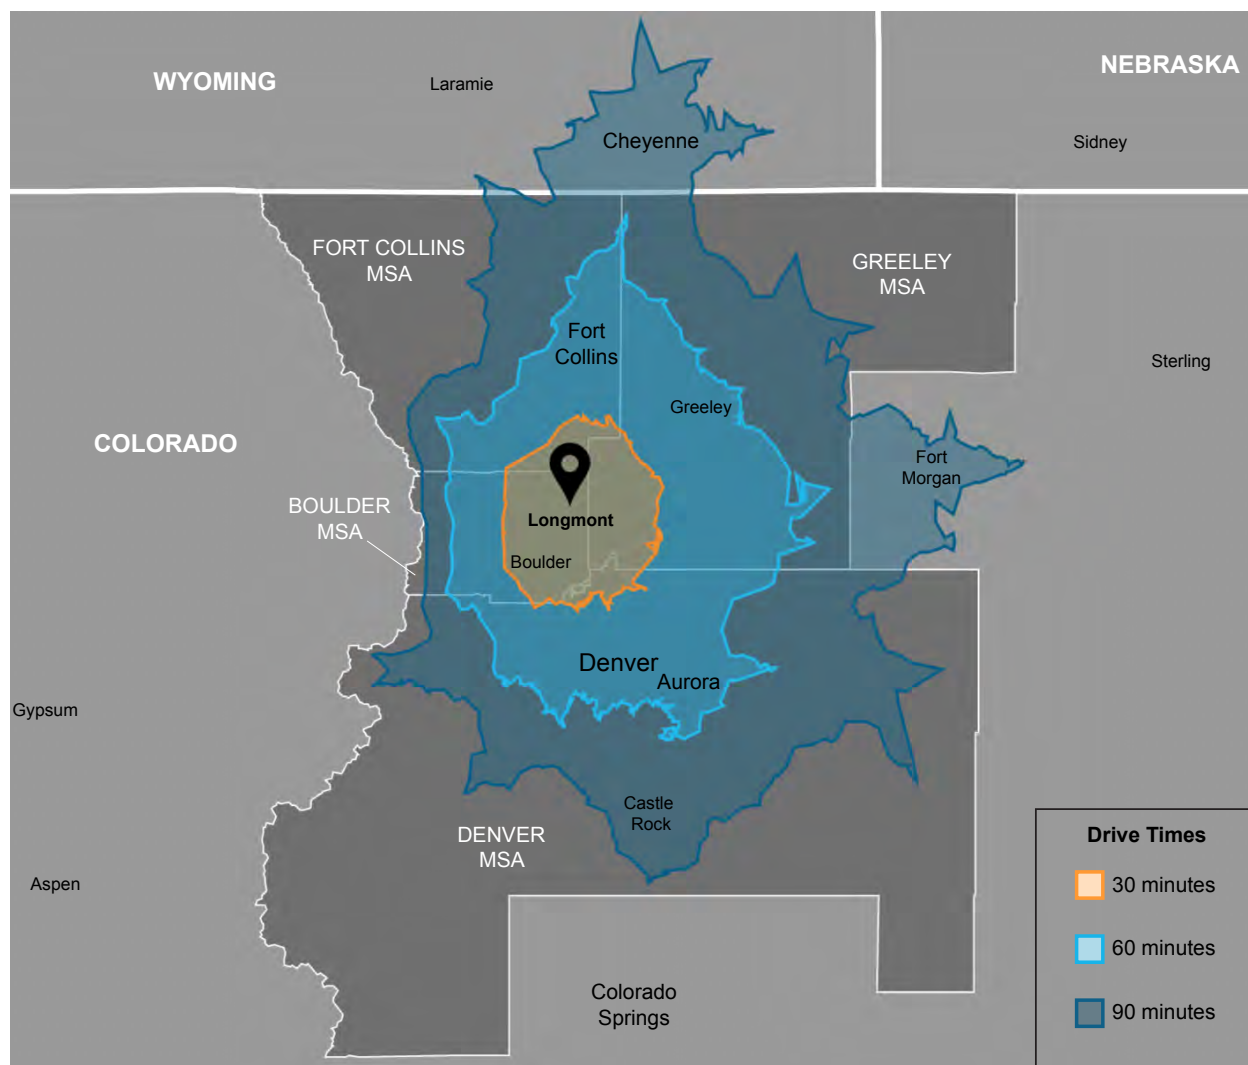 WYOMING
Laramie
NEBRASKA
Sidney
Cheyenne
FORT COLLINS
MSA
GREELEY
MSA
Fort
Collins
Sterling
Greeley
COLORADO
Fort
Morgan
BOULDER
MSA
Longmont
Boulder
Denver
Aurora
Gypsum
Castle
Rock
DENVER
MSA
Aspen
Colorado
Springs
Drive Times
30 minutes
60 minutes
90 minutes